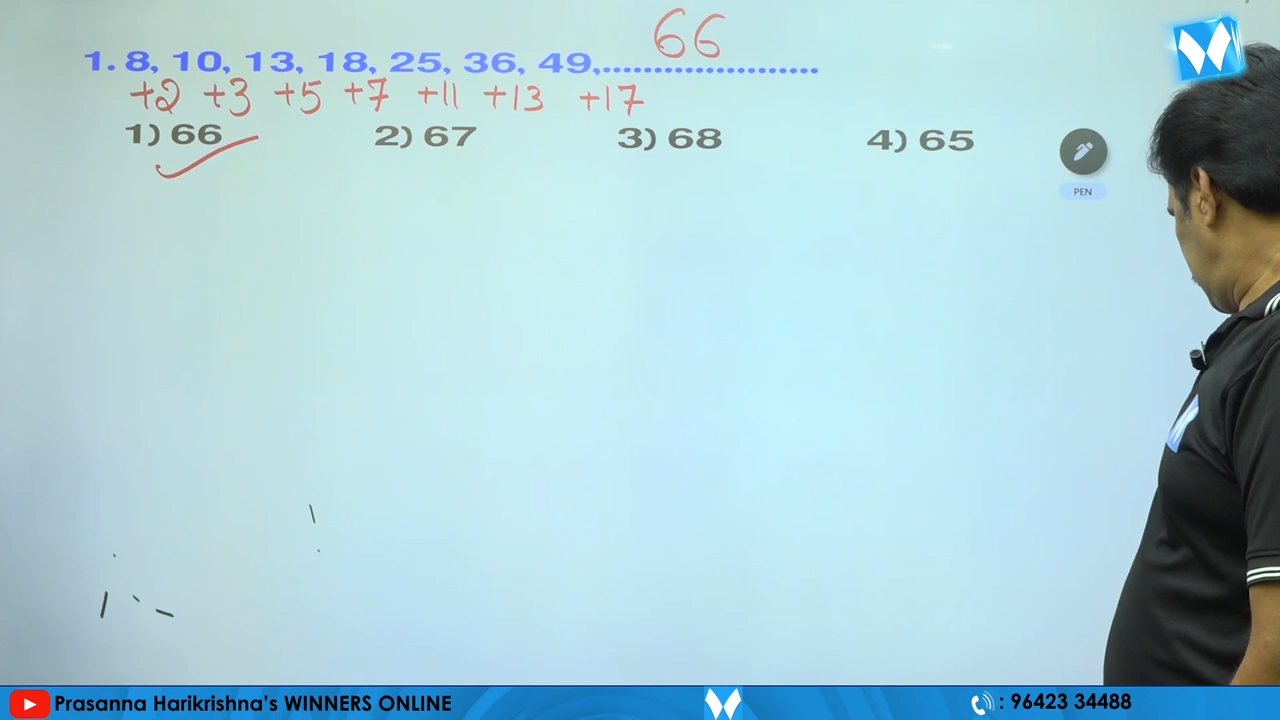 66
1. 8, 10, 13, 18, 25, 36, 49,.....................
+2 +3 +5 +7 +11 +13 +17
1) 66 2) 67 3) 68 4) 65
PEN
Prasanna Harikrishna's WINNERS ONLINE : 96423 34488